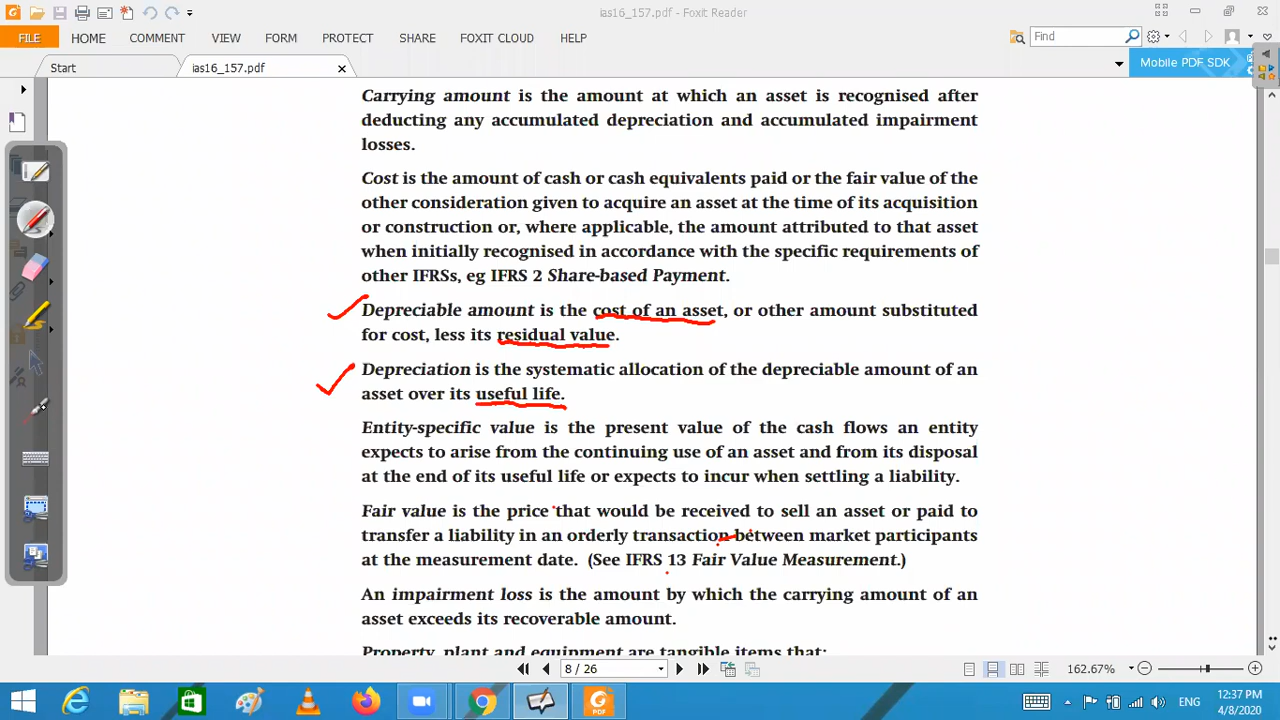 ias16_157.pdf - Foxit Reader
FILE HOME COMMENT VIEW FORM PROTECT SHARE FOXIT CLOUD HELP Find
Start ias16_157.pdf Mobile PDF SDK
Carrying amount is the amount at which an asset is recognised after
deducting any accumulated depreciation and accumulated impairment
losses.
Cost is the amount of cash or cash equivalents paid or the fair value of the
other consideration given to acquire an asset at the time of its acquisition
or construction or, where applicable, the amount attributed to that asset
when initially recognised in accordance with the specific requirements of
other IFRSs, eg IFRS 2 Share-based Payment.
Depreciable amount is the cost of an asset, or other amount substituted
for cost, less its residual value.
Depreciation is the systematic allocation of the depreciable amount of an
asset over its useful life.
Entity-specific value is the present value of the cash flows an entity
expects to arise from the continuing use of an asset and from its disposal
at the end of its useful life or expects to incur when settling a liability.
Fair value is the price that would be received to sell an asset or paid to
transfer a liability in an orderly transaction between market participants
at the measurement date. (See IFRS 13 Fair Value Measurement.)
An impairment loss is the amount by which the carrying amount of an
asset exceeds its recoverable amount.
Property, plant and equipment are tangible items that:
8 / 26 162.67%
ENG 12:37 PM
4/8/2020